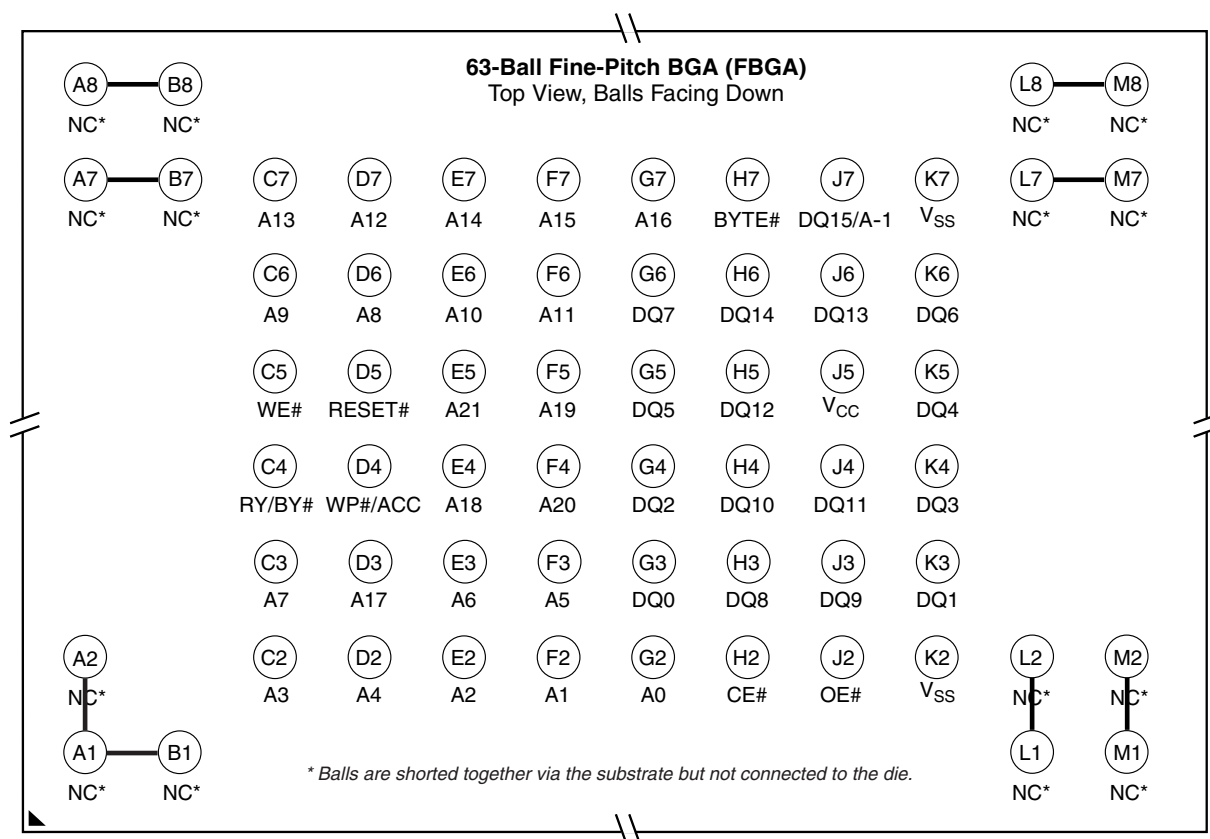 63-Ball Fine-Pitch BGA (FBGA)
Top View, Balls Facing Down
A8 B8 L8 M8
NC* NC* NC* NC*
A7 B7 C7 D7 E7 F7 G7 H7 J7 K7 L7 M7
NC* NC* A13 A12 A14 A15 A16 BYTE# DQ15/A-1 VSS NC* NC*
C6 D6 E6 F6 G6 H6 J6 K6
A9 A8 A10 A11 DQ7 DQ14 DQ13 DQ6
C5 D5 E5 F5 G5 H5 J5 K5
WE# RESET# A21 A19 DQ5 DQ12 VCC DQ4
C4 D4 E4 F4 G4 H4 J4 K4
RY/BY# WP#/ACC A18 A20 DQ2 DQ10 DQ11 DQ3
C3 D3 E3 F3 G3 H3 J3 K3
A7 A17 A6 A5 DQ0 DQ8 DQ9 DQ1
A2 C2 D2 E2 F2 G2 H2 J2 K2 L2 M2
NC* A3 A4 A2 A1 A0 CE# OE# VSS NC* NC*
A1 B1 L1 M1
* Balls are shorted together via the substrate but not connected to the die.
NC* NC* NC* NC*